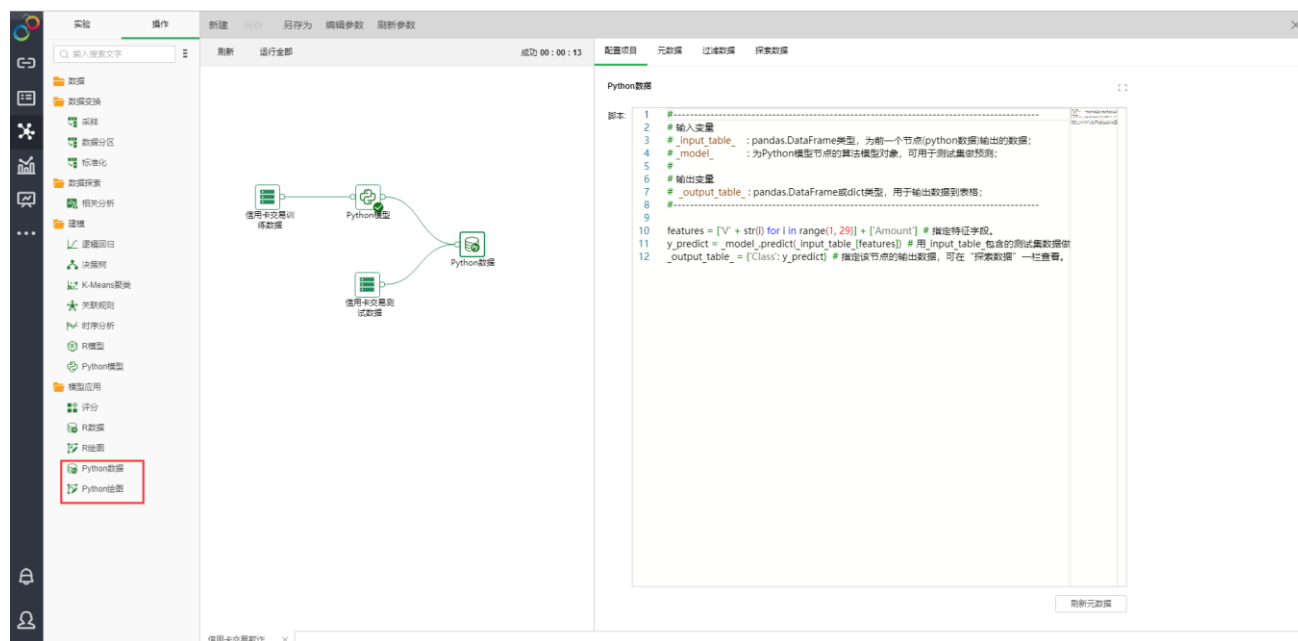 实验 操作
新建 保存 另存为 编辑参数 刷新参数
输入搜索文字
刷新 运行全部 成功 00 : 00 : 13
配置项目 元数据 过滤数据 探索数据
数据
数据变换
采样
数据分区
标准化
数据探索
相关分析
建模
逻辑回归
决策树
K-Means聚类
关联规则
时序分析
R模型
Python模型
模型应用
评分
R数据
R绘图
Python数据
Python绘图
信用卡交易训
练数据
Python模型
Python数据
信用卡交易测
试数据
Python数据
脚本:
1 #--------------------------------------------------------------------------------
2 # 输入变量
3 # _input_table_ : pandas.DataFrame类型，为前一个节点(python数据)输出的数据;
4 # _model_ : 为Python模型节点的算法模型对象，可用于测试集做预测;
5 #
6 # 输出变量
7 # _output_table_ : pandas.DataFrame或dict类型，用于输出数据到表格;
8 #--------------------------------------------------------------------------------
9
10 features = ['V' + str(i) for i in range(1, 29)] + ['Amount'] # 指定特征字段。
11 y_predict = _model_.predict(_input_table_[features]) # 用_input_table_包含的测试集数据做
12 _output_table_ = {'Class': y_predict} # 指定该节点的输出数据，可在“探索数据”一栏查看。
刷新元数据